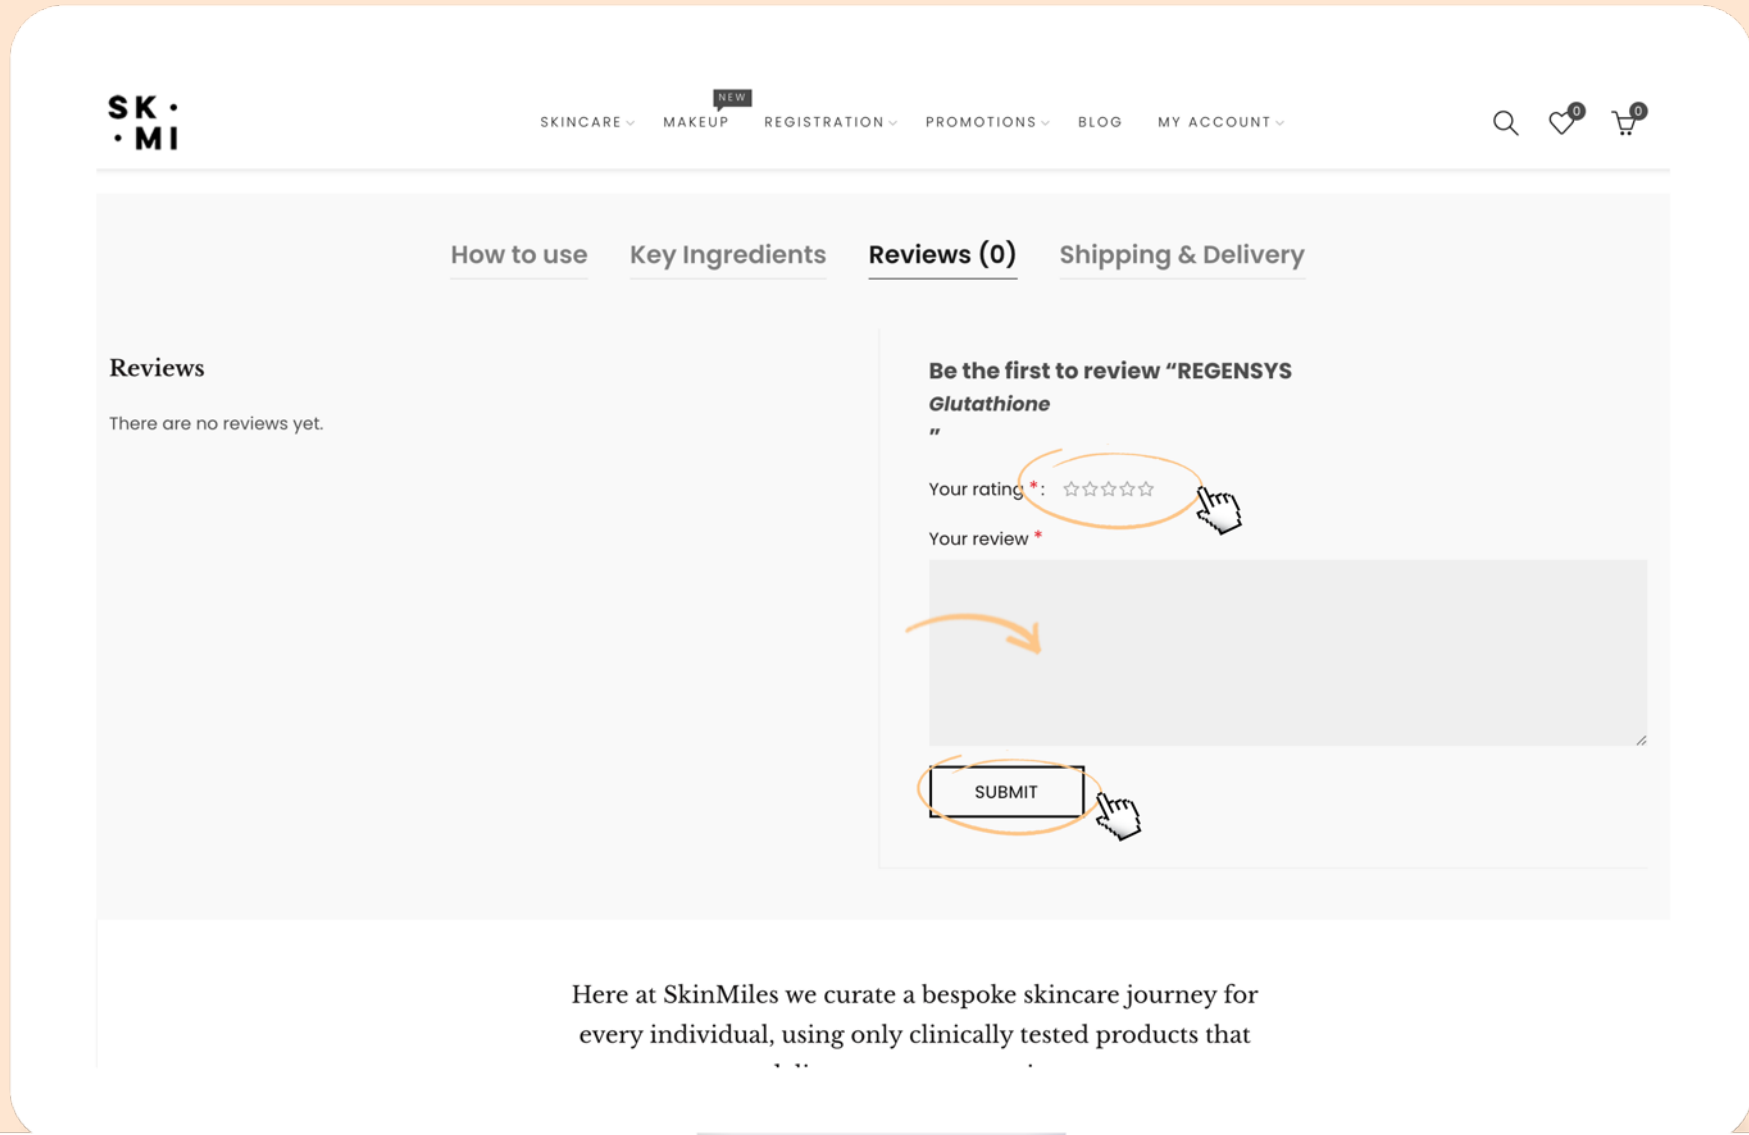 SK·
·MI
NEW
SKINCARE MAKEUP REGISTRATION PROMOTIONS BLOG MY ACCOUNT
0 0
How to use Key Ingredients Reviews (0) Shipping & Delivery
Reviews
There are no reviews yet.
Be the first to review “REGENSYS
Glutathione
”
Your rating *:
Your review *
SUBMIT
Here at SkinMiles we curate a bespoke skincare journey for
every individual, using only clinically tested products that